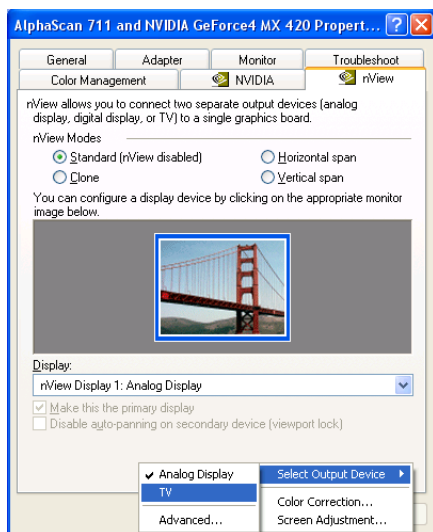 AlphaScan 711 and NVIDIA GeForce4 MX 420 Propert...
General Adapter Monitor Troubleshoot
Color Management NVIDIA nView
nView allows you to connect two separate output devices (analog
display, digital display, or TV) to a single graphics board.
nView Modes
Standard (nView disabled) Horizontal span
Clone Vertical span
You can configure a display device by clicking on the appropriate monitor
image below.
Display:
nView Display 1: Analog Display
Make this the primary display
Disable auto-panning on secondary device (viewport lock)
Analog Display Select Output Device
TV
Color Correction...
Advanced... Screen Adjustment...